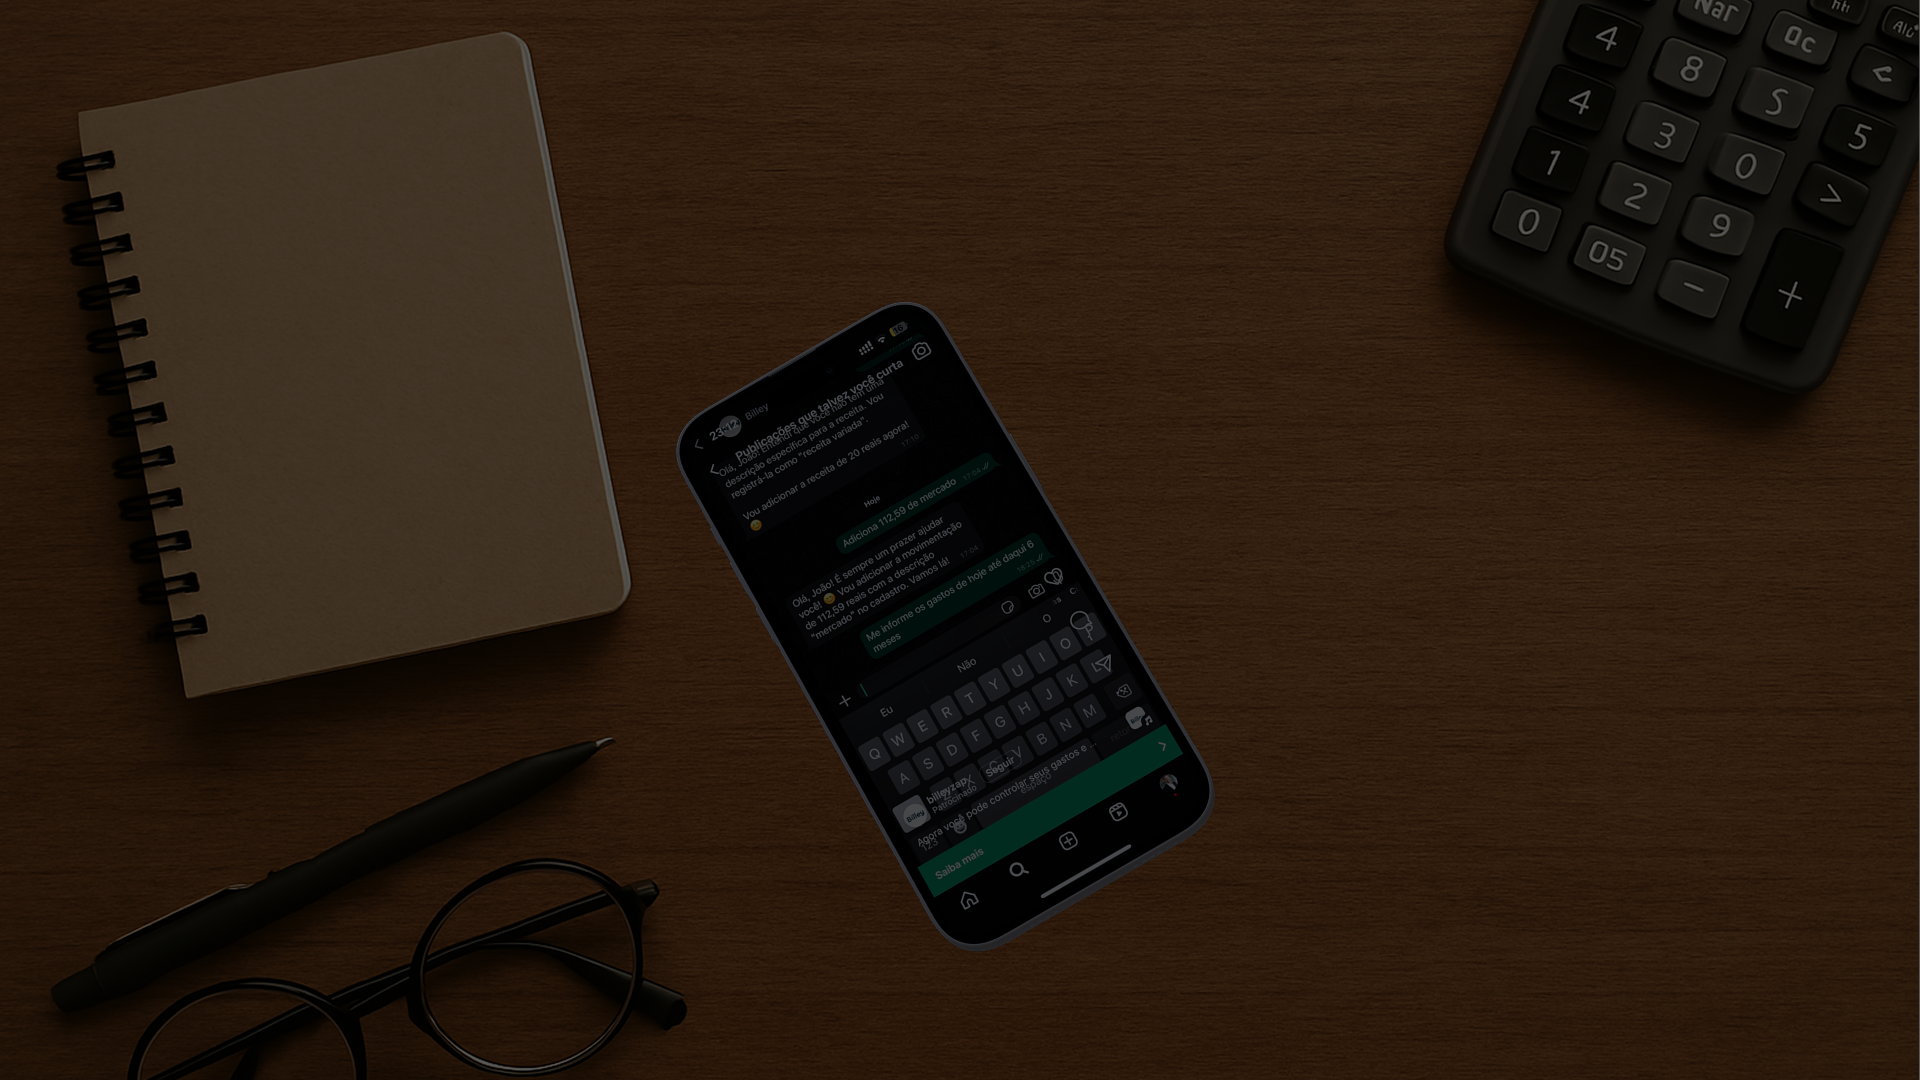 23:12
Billey
Publicações que talvez você curta
Olá, João! Entendi que você não tem uma
descrição específica para a receita. Vou
registrá-la como "receita variada".
Vou adicionar a receita de 20 reais agora!
17:10
Hoje
Adiciona 112,59 de mercado 17:04
Olá, João! É sempre um prazer ajudar
você! 😊 Vou adicionar a movimentação
de 112,59 reais com a descrição
"mercado" no cadastro. Vamos lá! 17:04
Me informe os gastos de hoje até daqui 6
meses
Eu
Não
Q W E R T Y U I O P
A S D F G H J K L
Z X C V B N M
123
espaço
Billey
billeyzap
Seguir
Patrocinado
Agora você pode controlar seus gastos e ...
Saiba mais
Nar
4 0c
8 <
4 S
3 5
1 0
2 >
0 9
05 − +